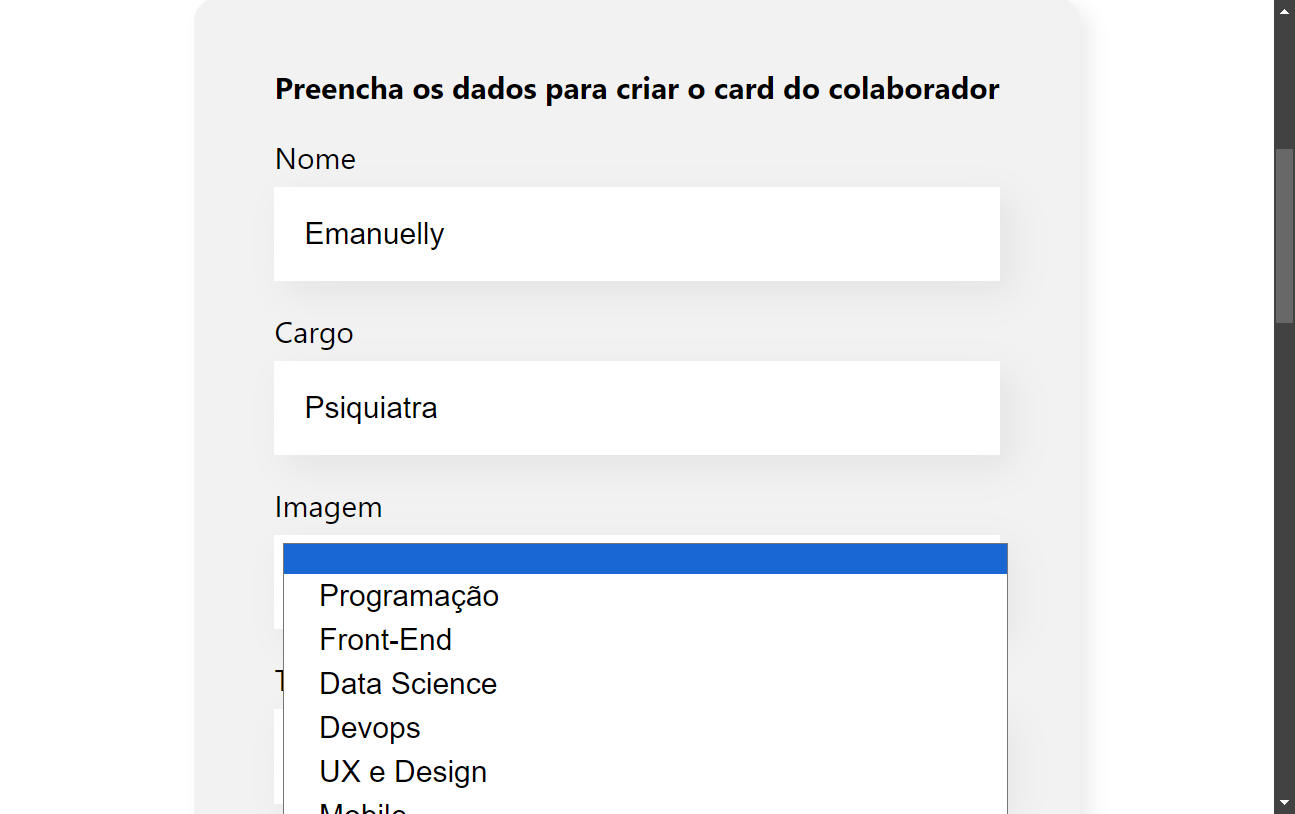 Preencha os dados para criar o card do colaborador
Nome
Emanuelly
Cargo
Psiquiatra
Imagem
Programação
Front-End
Data Science
Devops
UX e Design
Mobile